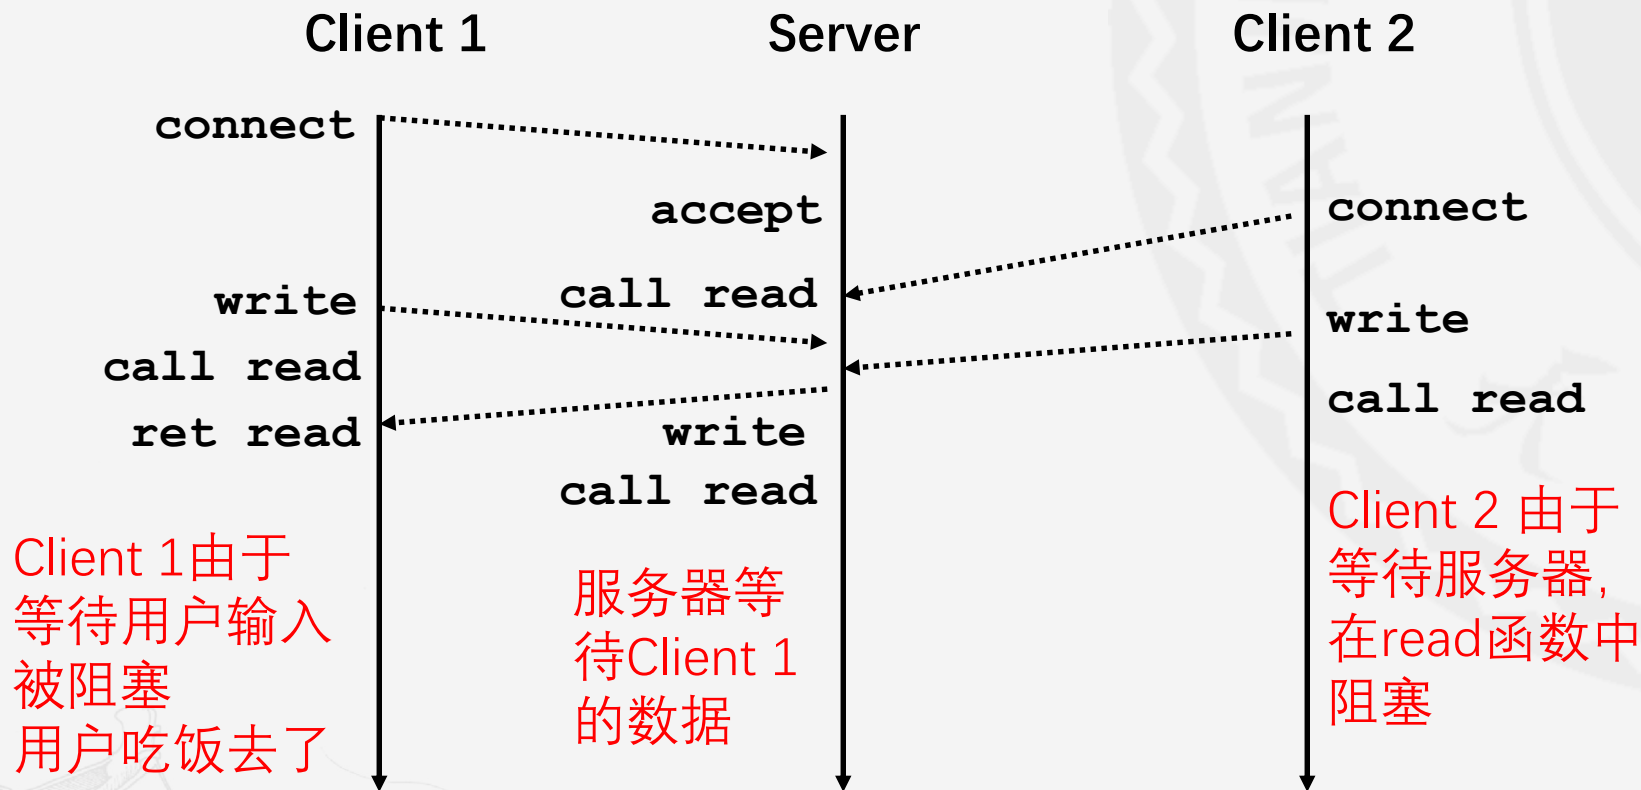 Client 1
Server
Client 2
connect
accept
connect
write
call read
write
call read
call read
ret read
write
call read
Client 1由于
等待用户输入
被阻塞
用户吃饭去了
服务器等
待Client 1
的数据
Client 2 由于
等待服务器,
在read函数中
阻塞